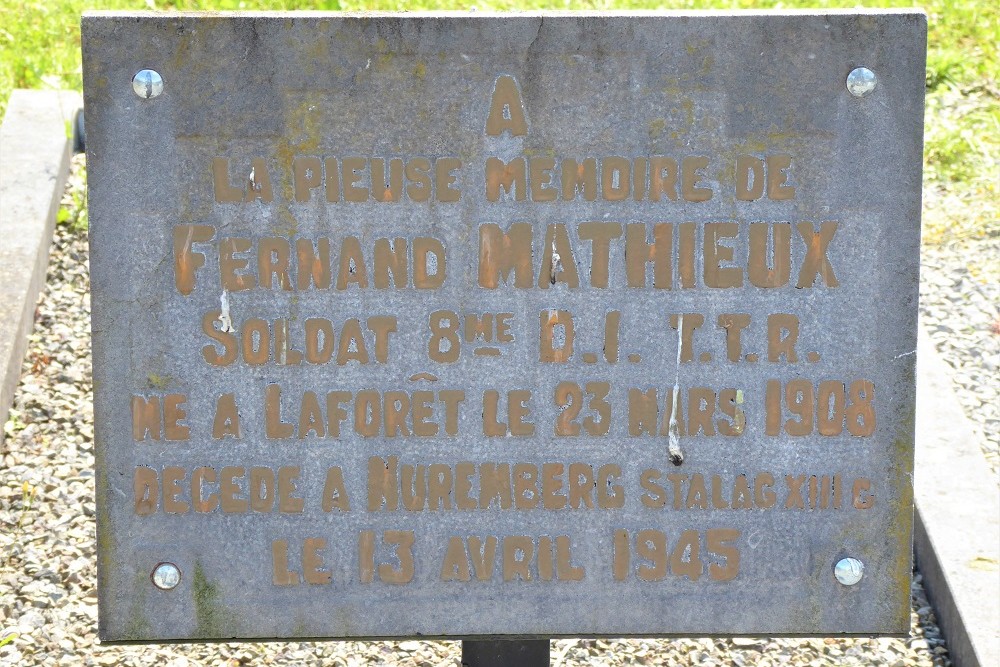 A
LA PIEUSE MEMOIRE DE
FERNAND MATHIEUX
SOLDAT 8ME D.I. T.T.R.
NE A LAFORÊT LE 23 MARS 1908
DECEDE A NUREMBERG STALAG XIII G
LE 13 AVRIL 1945